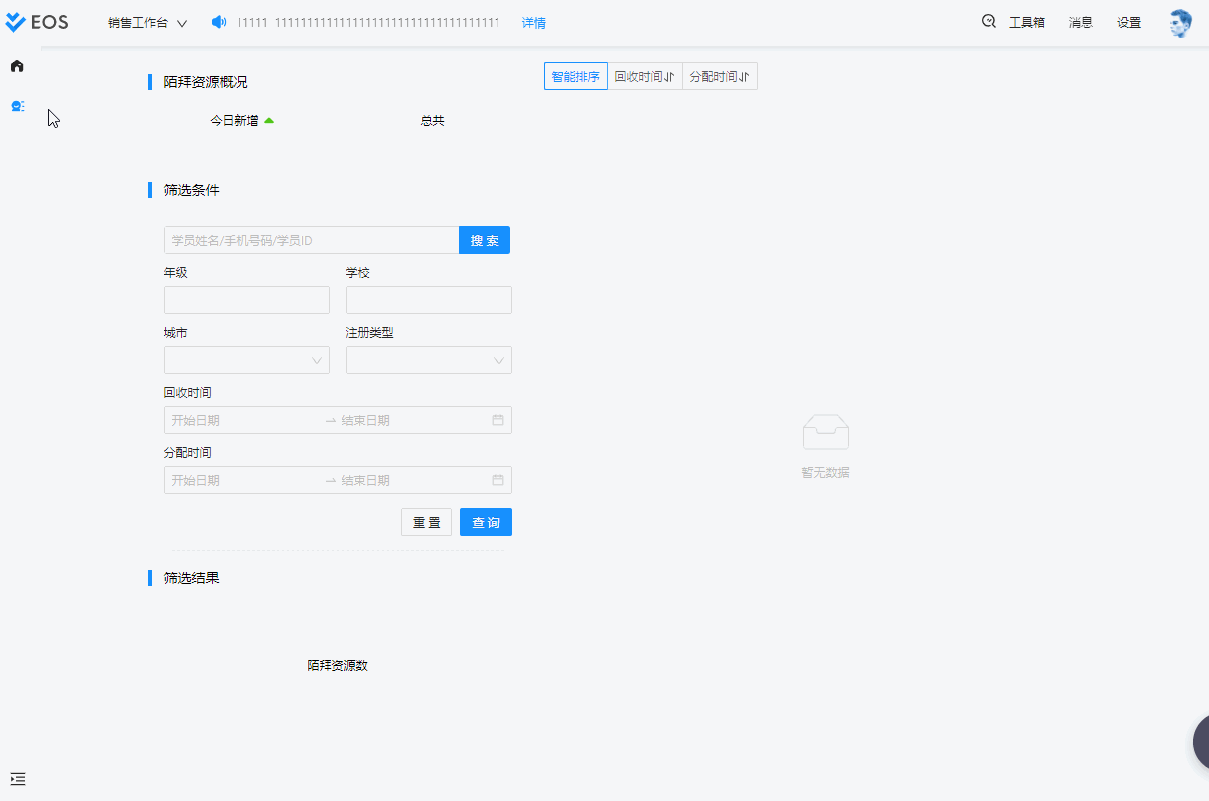 EOS 销售工作台 11111 1111111111111111111111111111111111 详情 工具箱 消息 设置
陌拜资源概况
今日新增 总共
筛选条件
学员姓名/手机号码/学员ID 搜 索
年级 学校
城市 注册类型
回收时间
开始日期 结束日期
分配时间
开始日期 结束日期
重 置 查 询
筛选结果
陌拜资源数
智能排序 回收时间 分配时间
暂无数据